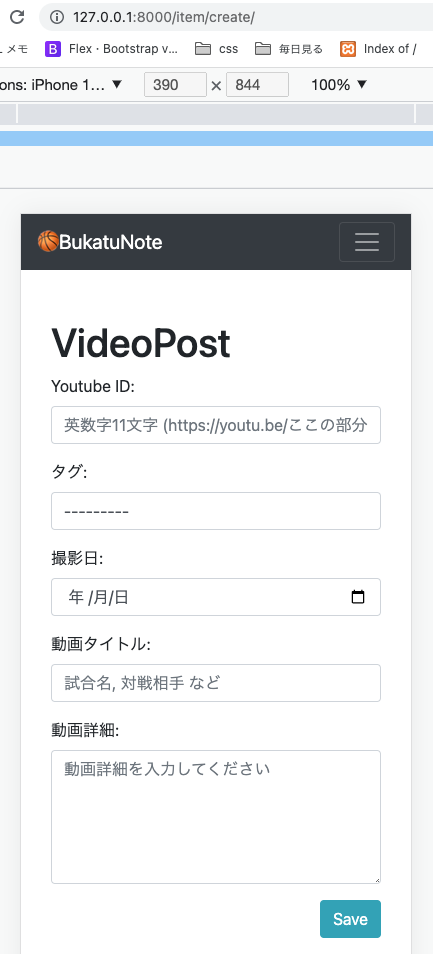 127.0.0.1:8000/item/create/
メモ
B Flex · Bootstrap v...
css
毎日見る
Index of /
ons: iPhone 1... ▼
390 × 844
100% ▼
BukatuNote
VideoPost
Youtube ID:
英数字11文字 (https://youtu.be/ここの部分
タグ:
---------
撮影日:
年 /月/日
動画タイトル:
試合名, 対戦相手 など
動画詳細:
動画詳細を入力してください
Save